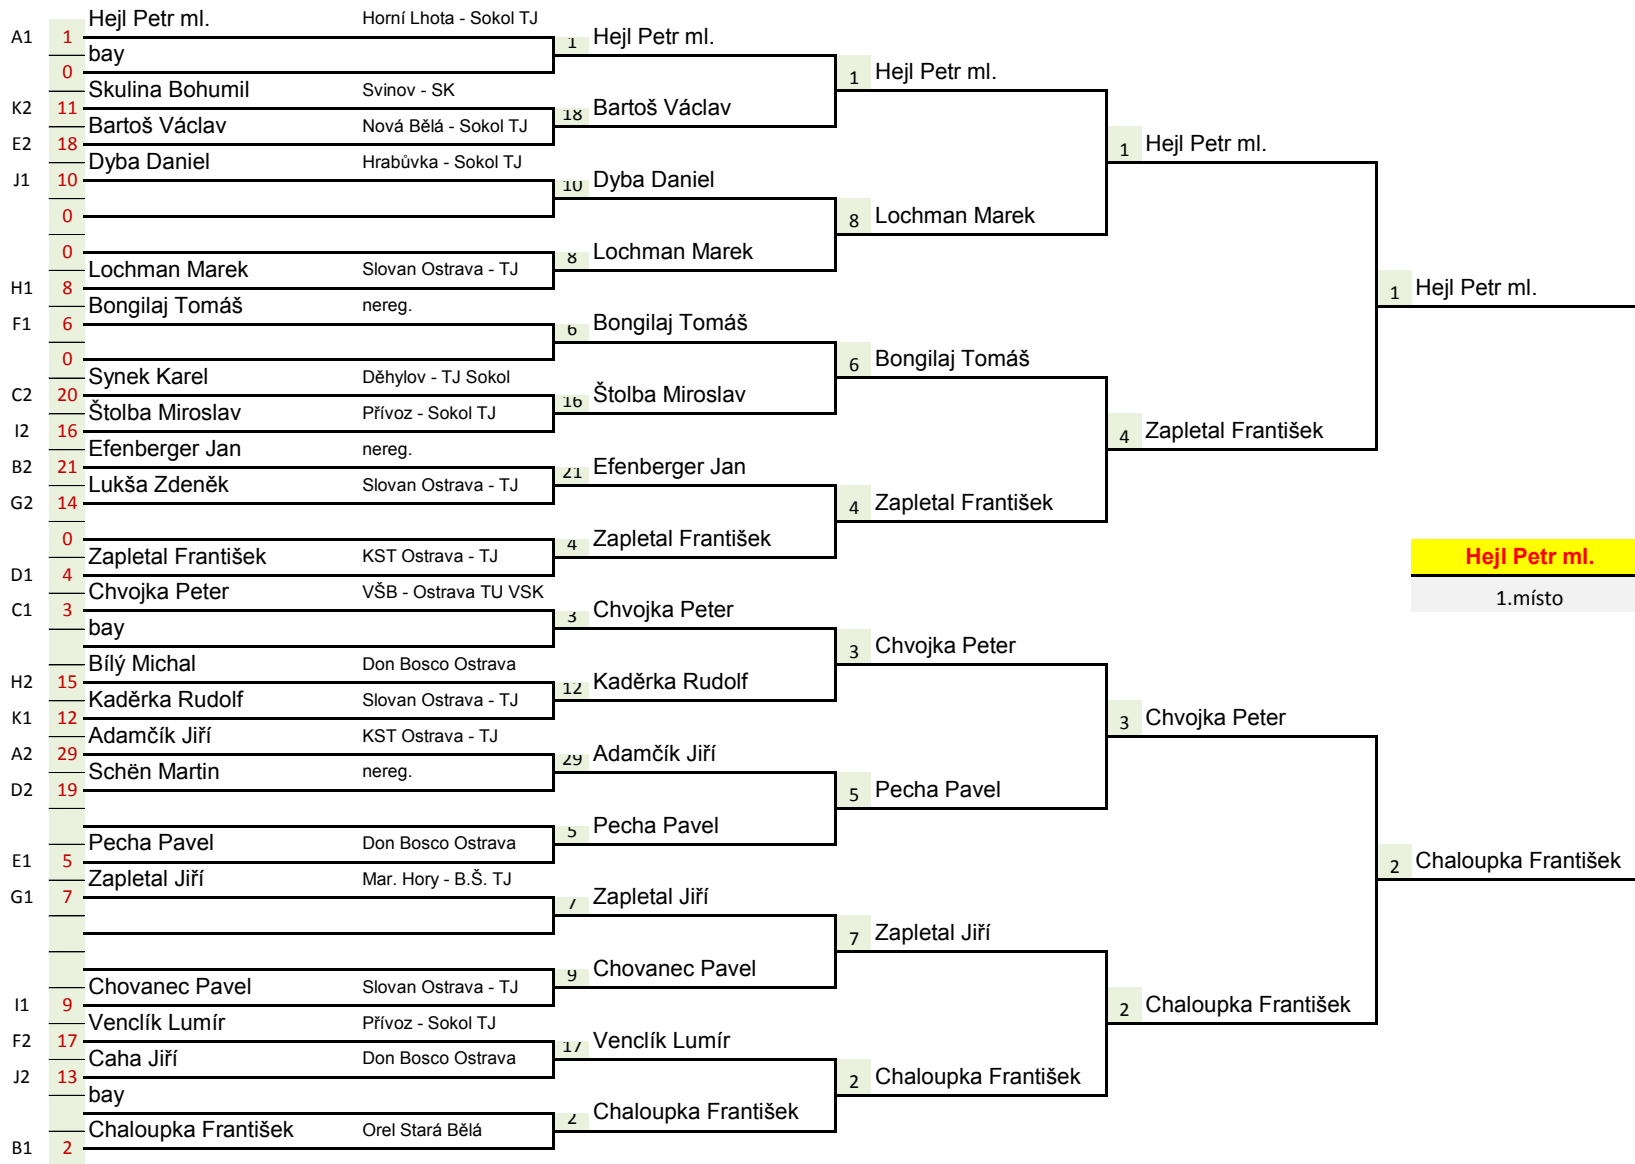 Hejl Petr ml. Horní Lhota - Sokol TJ
A1 1 1 Hejl Petr ml.
bay
0 1 Hejl Petr ml.
Skulina Bohumil Svinov - SK
K2 11 18 Bartoš Václav
Bartoš Václav Nová Bělá - Sokol TJ
E2 18 1 Hejl Petr ml.
Dyba Daniel Hrabůvka - Sokol TJ
J1 10 10 Dyba Daniel
0 8 Lochman Marek
0 8 Lochman Marek
Lochman Marek Slovan Ostrava - TJ
H1 8 1 Hejl Petr ml.
Bongilaj Tomáš nereg.
F1 6 6 Bongilaj Tomáš
0 6 Bongilaj Tomáš
Synek Karel Děhylov - TJ Sokol
C2 20 16 Štolba Miroslav
Štolba Miroslav Přívoz - Sokol TJ
I2 16 4 Zapletal František
Efenberger Jan nereg.
B2 21 21 Efenberger Jan
Lukša Zdeněk Slovan Ostrava - TJ
G2 14 4 Zapletal František
0 4 Zapletal František
Zapletal František KST Ostrava - TJ Hejl Petr ml.
D1 4
Chvojka Peter VŠB - Ostrava TU VSK 1.místo
C1 3 3 Chvojka Peter
bay
3 Chvojka Peter
Bílý Michal Don Bosco Ostrava
H2 15 12 Kaděrka Rudolf
Kaděrka Rudolf Slovan Ostrava - TJ
K1 12 3 Chvojka Peter
Adamčík Jiří KST Ostrava - TJ
A2 29 29 Adamčík Jiří
Schën Martin nereg.
D2 19 5 Pecha Pavel
5 Pecha Pavel
Pecha Pavel Don Bosco Ostrava
E1 5 2 Chaloupka František
Zapletal Jiří Mar. Hory - B.Š. TJ
G1 7 7 Zapletal Jiří
7 Zapletal Jiří
9 Chovanec Pavel
Chovanec Pavel Slovan Ostrava - TJ
I1 9 2 Chaloupka František
Venclík Lumír Přívoz - Sokol TJ
F2 17 17 Venclík Lumír
Caha Jiří Don Bosco Ostrava
J2 13 2 Chaloupka František
bay
2 Chaloupka František
Chaloupka František Orel Stará Bělá
B1 2